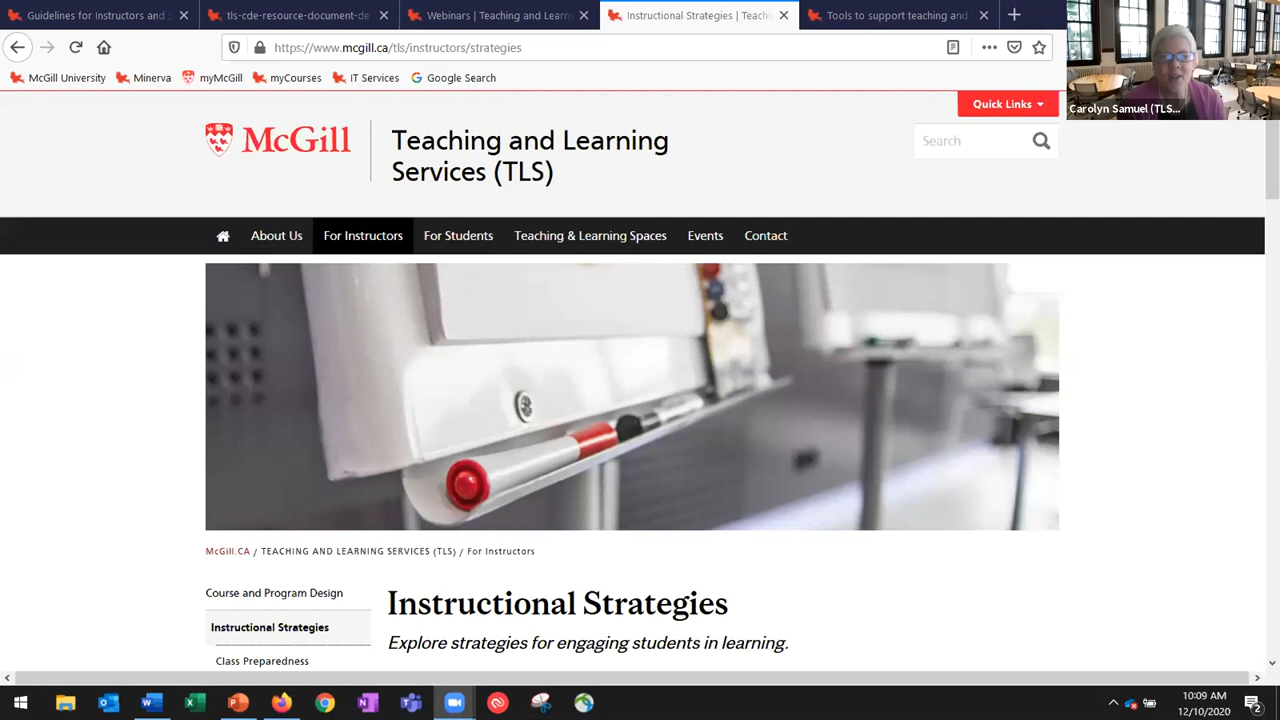 Guidelines for Instructors and S
tls-cde-resource-document-de
Webinars | Teaching and Learni
Instructional Strategies | Teachi
Tools to support teaching and
https://www.mcgill.ca/tls/instructors/strategies
McGill University
Minerva
myMcGill
myCourses
IT Services
Google Search
Carolyn Samuel (TLS...
Quick Links
McGill
Teaching and Learning
Services (TLS)
Search
About Us
For Instructors
For Students
Teaching & Learning Spaces
Events
Contact
McGill.CA / TEACHING AND LEARNING SERVICES (TLS) / For Instructors
Course and Program Design
Instructional Strategies
Class Preparedness
Instructional Strategies
Explore strategies for engaging students in learning.
10:09 AM
12/10/2020
2